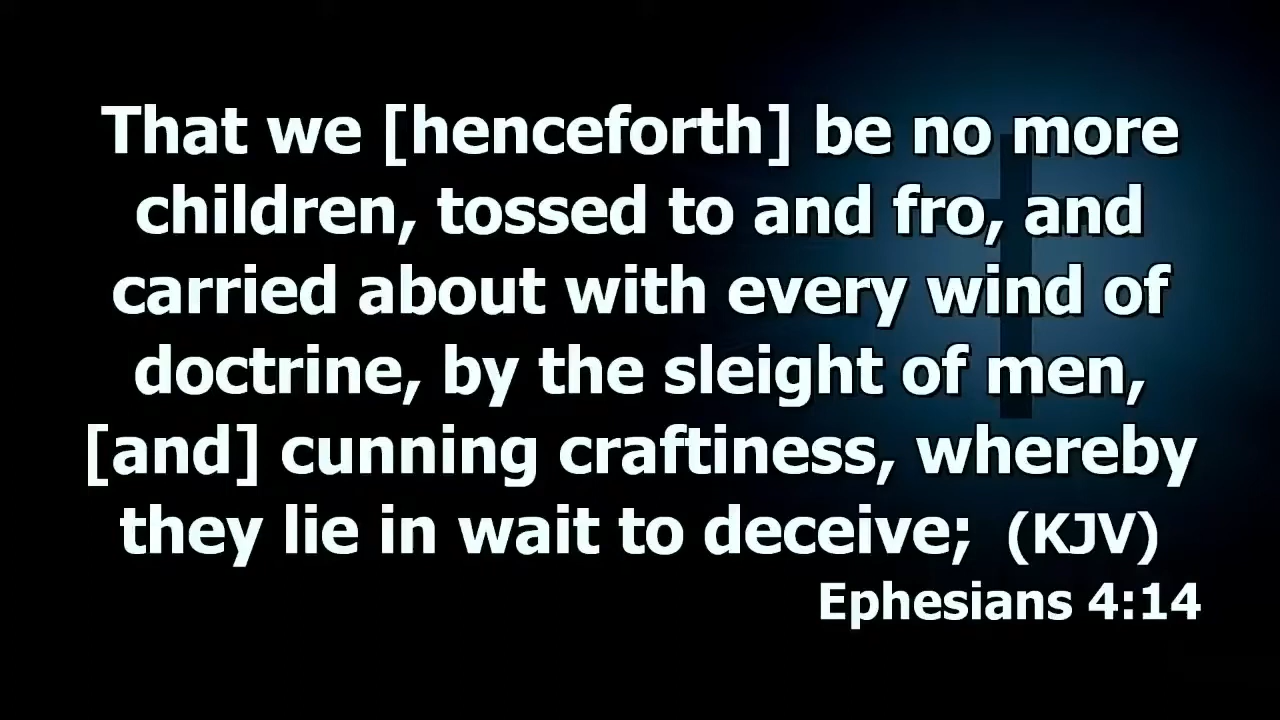 That we [henceforth] be no more
children, tossed to and fro, and
carried about with every wind of
doctrine, by the sleight of men,
[and] cunning craftiness, whereby
they lie in wait to deceive; (KJV)
Ephesians 4:14